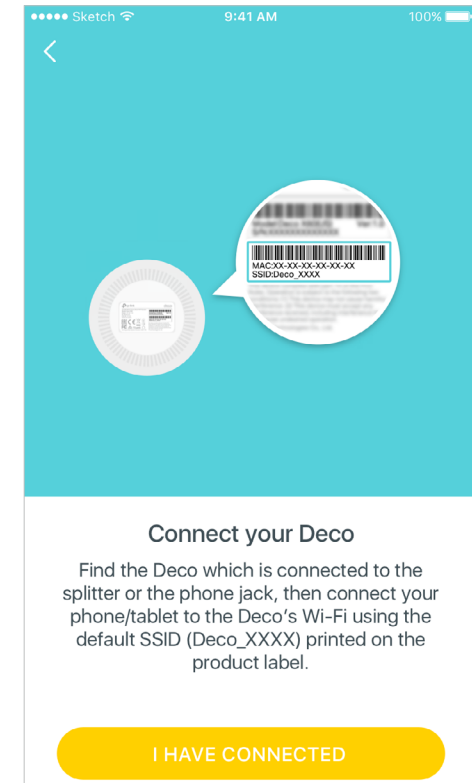 Sketch 9:41 AM 100%
MAC:XX-XX-XX-XX-XX-XX
SSID:Deco_XXXX
Connect your Deco
Find the Deco which is connected to the
splitter or the phone jack, then connect your
phone/tablet to the Deco’s Wi-Fi using the
default SSID (Deco_XXXX) printed on the
product label.
I HAVE CONNECTED